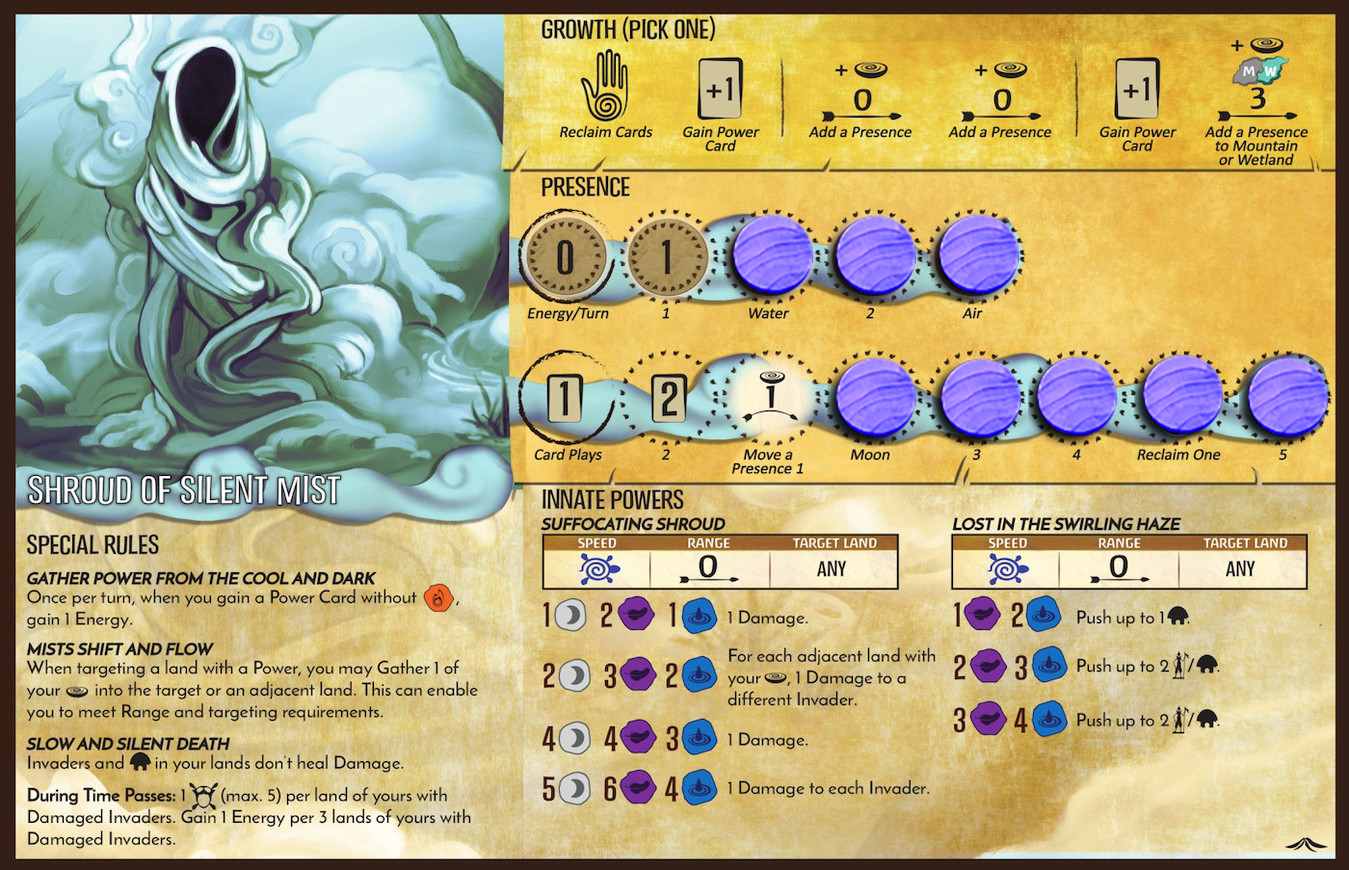 GROWTH (PICK ONE)
+1
+
0
+
0
+1
+
M W
3
Reclaim Cards
Gain Power
Card
Add a Presence
Add a Presence
Gain Power
Card
Add a Presence
to Mountain
or Wetland
PRESENCE
0
1
Energy/Turn
1
Water
2
Air
1
2
1
Card Plays
2
Move a
Presence 1
Moon
3
4
Reclaim One
5
SHROUD OF SILENT MIST
SPECIAL RULES
GATHER POWER FROM THE COOL AND DARK
Once per turn, when you gain a Power Card without ,
gain 1 Energy.
MISTS SHIFT AND FLOW
When targeting a land with a Power, you may Gather 1 of
your into the target or an adjacent land. This can enable
you to meet Range and targeting requirements.
SLOW AND SILENT DEATH
Invaders and in your lands don't heal Damage.
During Time Passes: 1 (max. 5) per land of yours with
Damaged Invaders. Gain 1 Energy per 3 lands of yours with
Damaged Invaders.
INNATE POWERS
SUFFOCATING SHROUD
SPEED RANGE TARGET LAND
0 ANY
1 2 1 1 Damage.
2 3 2 For each adjacent land with
your , 1 Damage to a
different Invader.
4 4 3 1 Damage.
5 6 4 1 Damage to each Invader.
LOST IN THE SWIRLING HAZE
SPEED RANGE TARGET LAND
0 ANY
1 2 Push up to 1 .
2 3 Push up to 2 / .
3 4 Push up to 2 / .